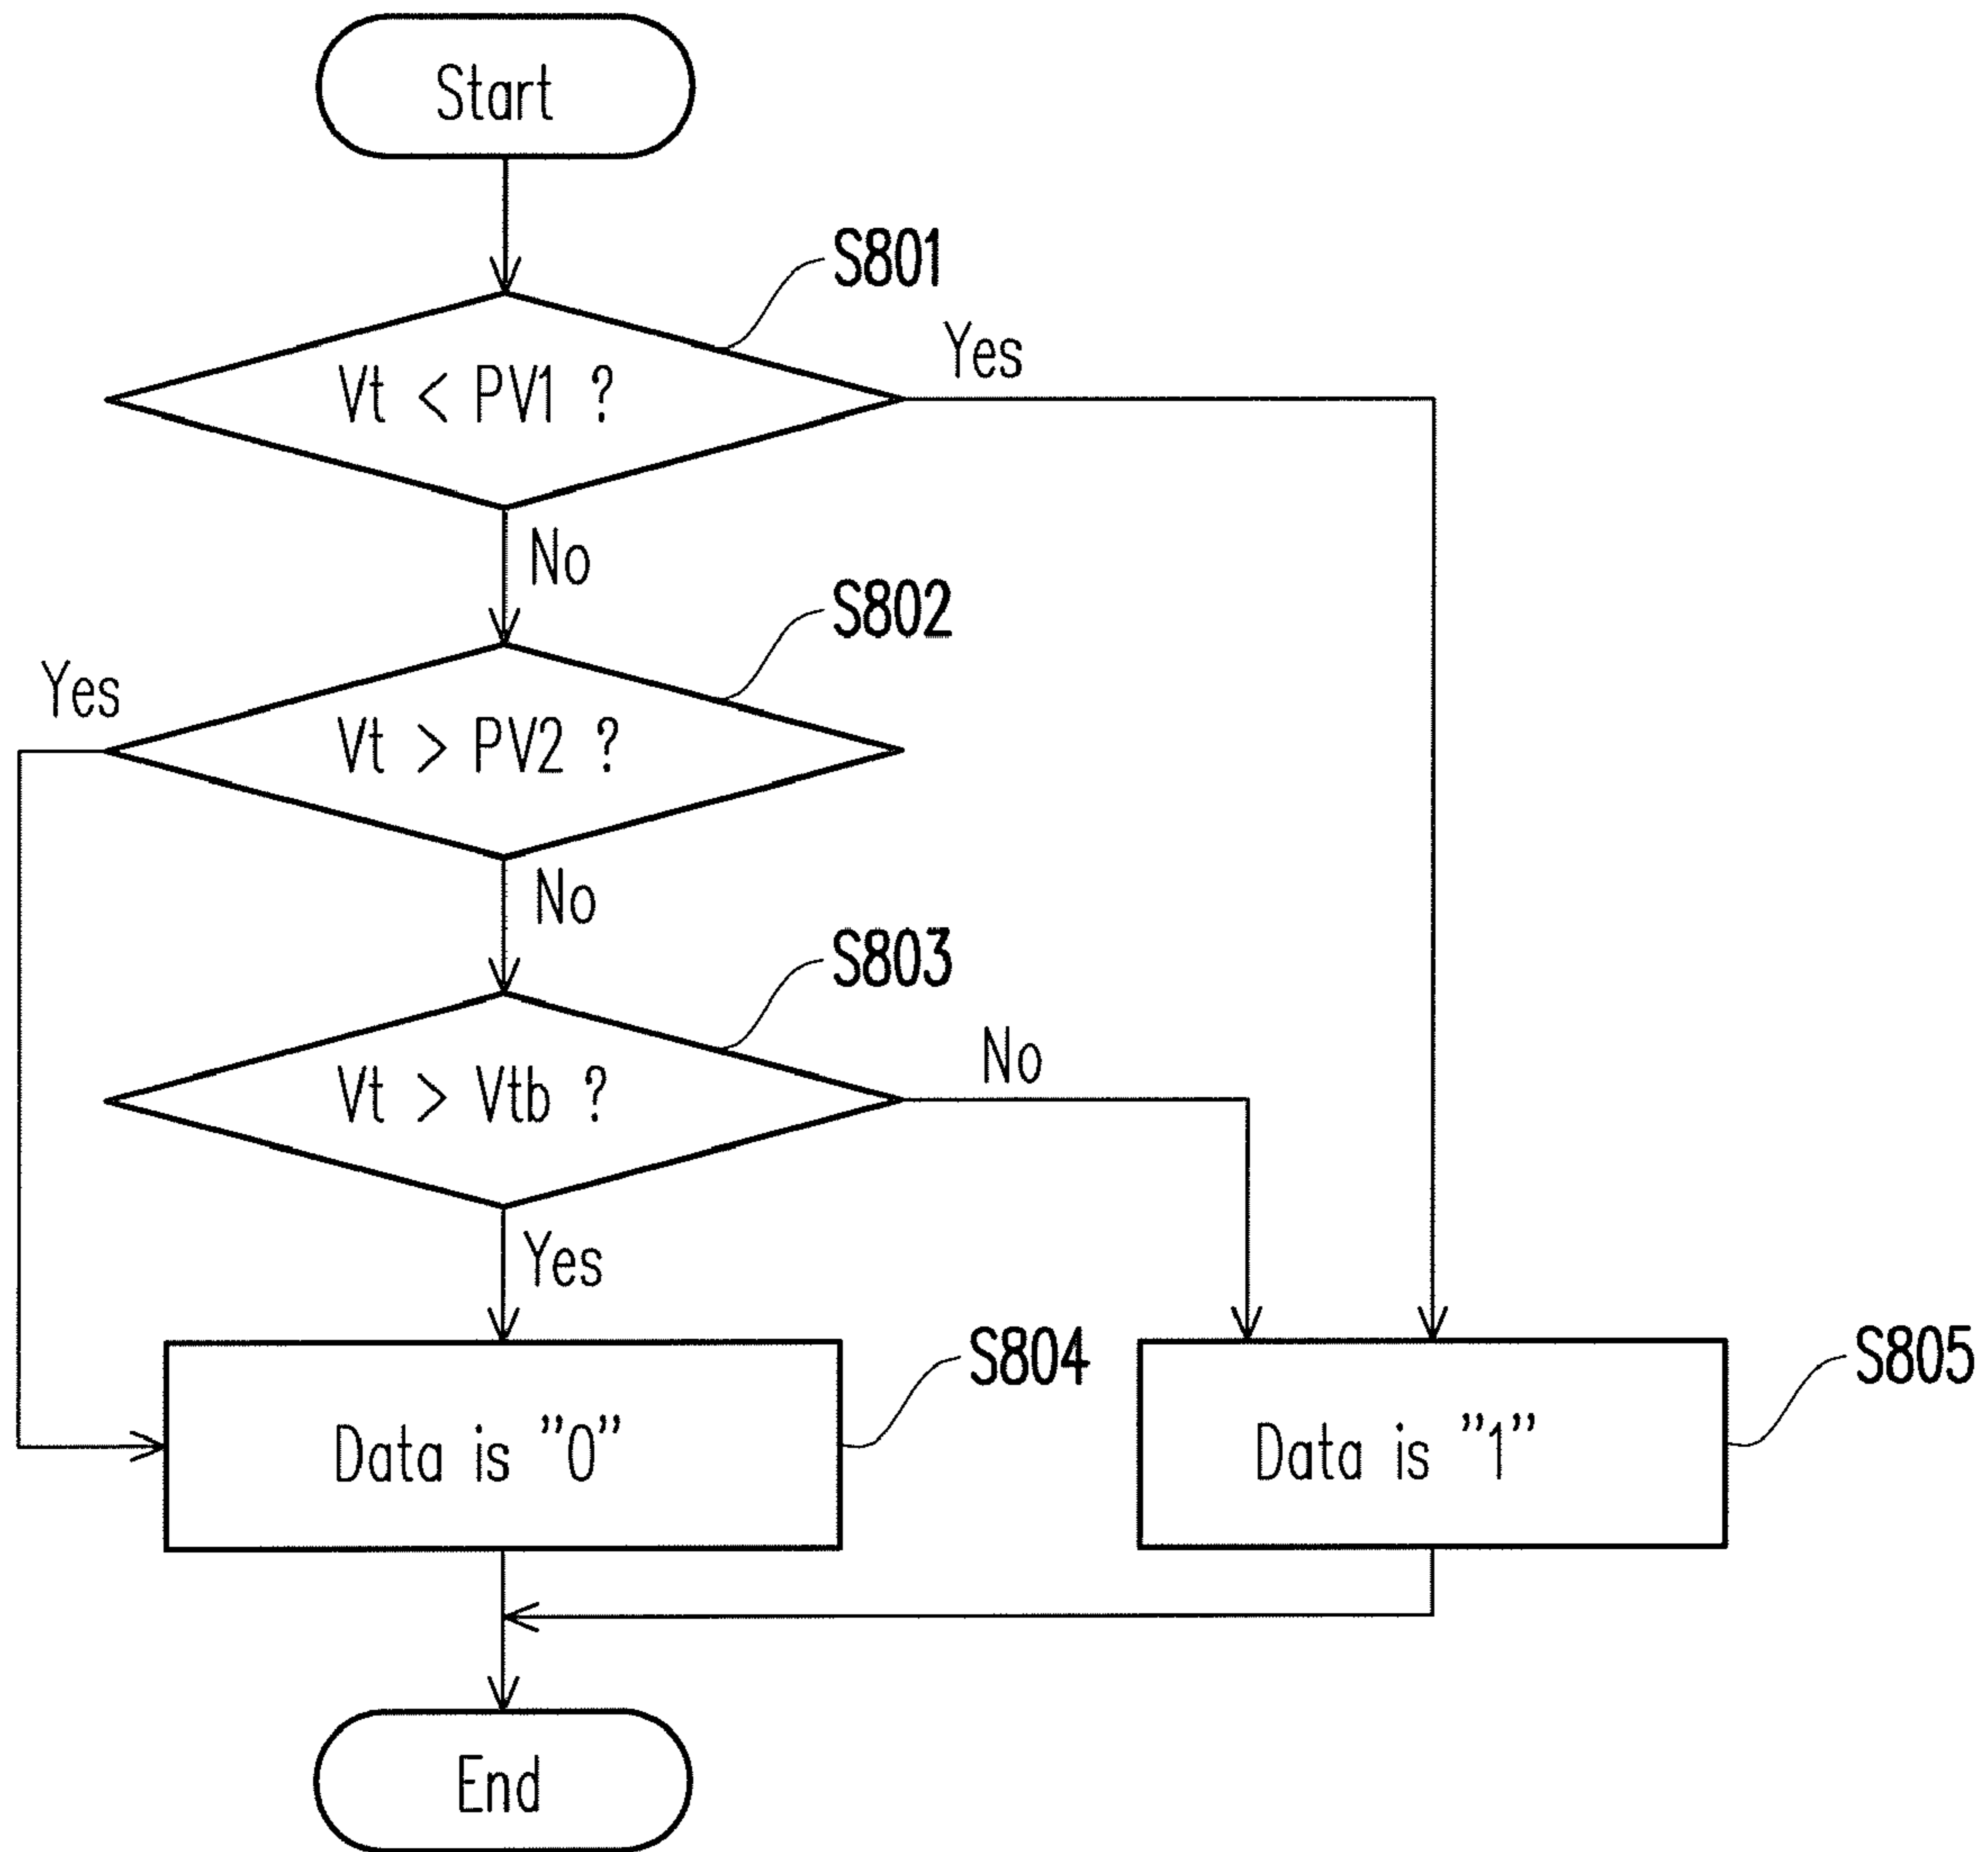 Start
S801
Vt < PV1 ?
Yes
No
S802
Yes
Vt > PV2 ?
No
S803
Vt > Vtb ?
No
Yes
S804
S805
Data is ”0”
Data is ”1”
End